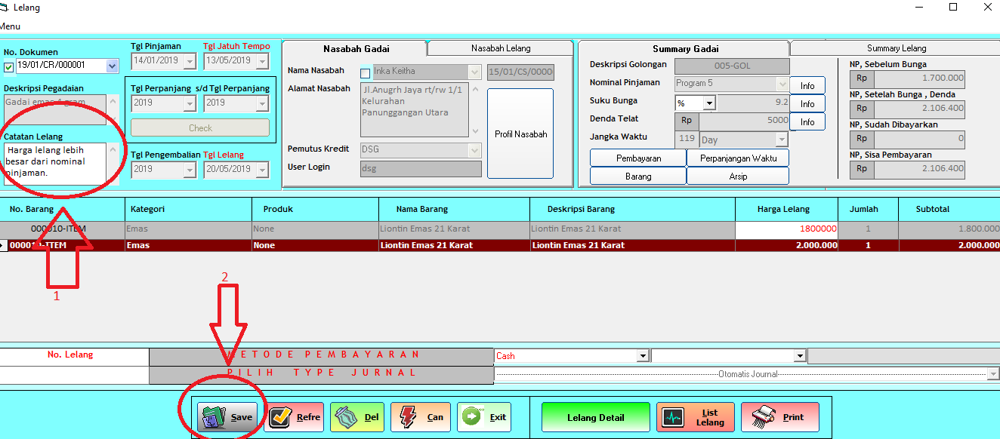 Lelang
Menu
No. Dokumen
19/01/CR/000001
Deskripsi Pegadaian
Gadai emas 4 gram
Catatan Lelang
Harga lelang lebih
besar dari nominal
pinjaman.
Tgl Pinjaman Tgl Jatuh Tempo
14/01/2019 13/05/2019
Tgl Perpanjang s/d Tgl Perpanjang
2019 2019
Check
Tgl Pengembalian Tgl Lelang
2019 20/05/2019
Nasabah Gadai Nasabah Lelang
Nama Nasabah Inka Keitha 15/01/CS/0000
Alamat Nasabah Jl.Anugrh Jaya rt/rw 1/1
Kelurahan
Panunggangan Utara
Profil Nasabah
Pemutus Kredit DSG
User Login dsg
Summary Gadai Summary Lelang
Deskripsi Golongan 005-GOL
Nominal Pinjaman Program 5 Info
Suku Bunga % 9.2 Info
Denda Telat Rp 5000 Info
Jangka Waktu 119 Day
Pembayaran Perpanjangan Waktu
Barang Arsip
NP, Sebelum Bunga
Rp 1.700.000
NP, Setelah Bunga , Denda
Rp 2.106.400
NP, Sudah Dibayarkan
Rp 0
NP, Sisa Pembayaran
Rp 2.106.400
No. Barang Kategori Produk Nama Barang Deskripsi Barang Harga Lelang Jumlah Subtotal
000010-ITEM Emas None Liontin Emas 21 Karat Liontin Emas 21 Karat 1800000 1 1.800.000
000010-ITEM Emas None Liontin Emas 21 Karat Liontin Emas 21 Karat 2.000.000 1 2.000.000
1
2
No. Lelang METODE PEMBAYARAN Cash
PILIH TYPE JURNAL Otomatis Journal
Save Refre Del Can Exit Lelang Detail List
Lelang Print